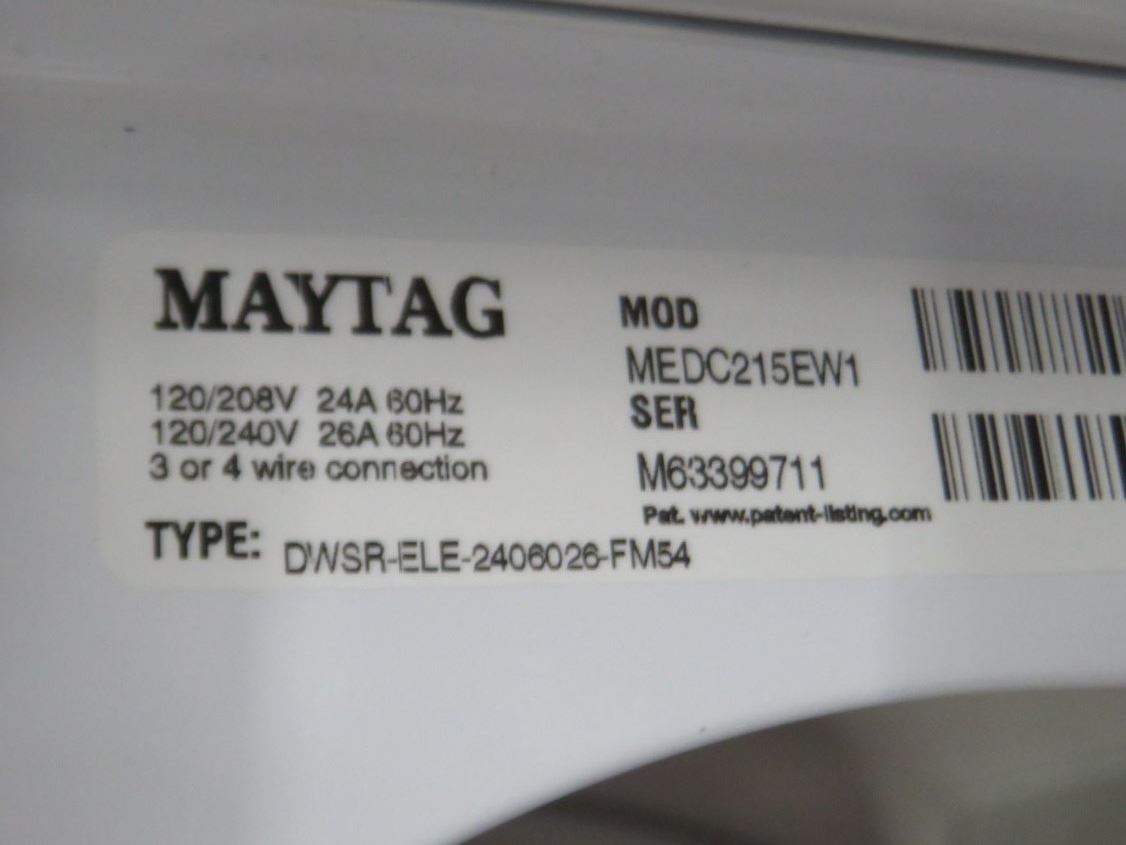 MAYTAG
120/208V 24A 60Hz
120/240V 26A 60Hz
3 or 4 wire connection
TYPE: DWSR-ELE-2406026-FM54
MOD
MEDC215EW1
SER
M63399711
Pat. www.patent-listing.com